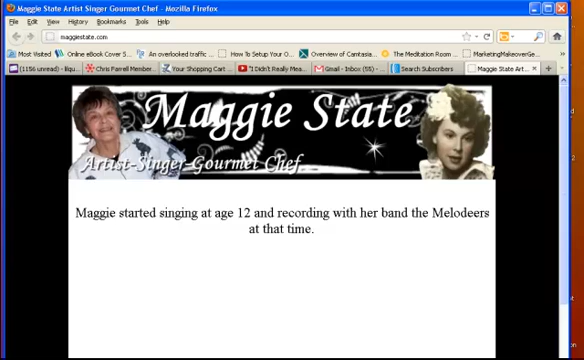 Maggie State Artist Singer Gourmet Chef - Mozilla Firefox
File Edit View History Bookmarks Tools Help
maggiestate.com
Most Visited Online eBook Cover S... An overlooked traffic ... How To Setup Your O... Overview of Camtasia... The Meditation Room ... MarketingMakeoverGe...
(1156 unread) - liqu... Chris Farrell Member... Your Shopping Cart "I Didn't Really Mea... Gmail - Inbox (55) - ... Search Subscribers Maggie State Art...
Maggie State
Artist-Singer-Gourmet Chef
Maggie started singing at age 12 and recording with her band the Melodeers
at that time.